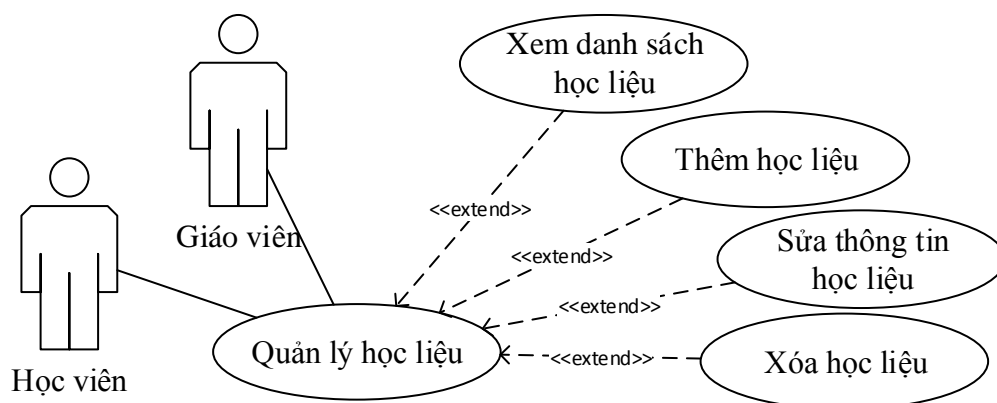 Xem danh sách
học liệu
Thêm học liệu
<<extend>>
Giáo viên
Sửa thông tin
học liệu
<<extend>>
<<extend>>
Quản lý học liệu
<<extend>>
Xóa học liệu
Học viên